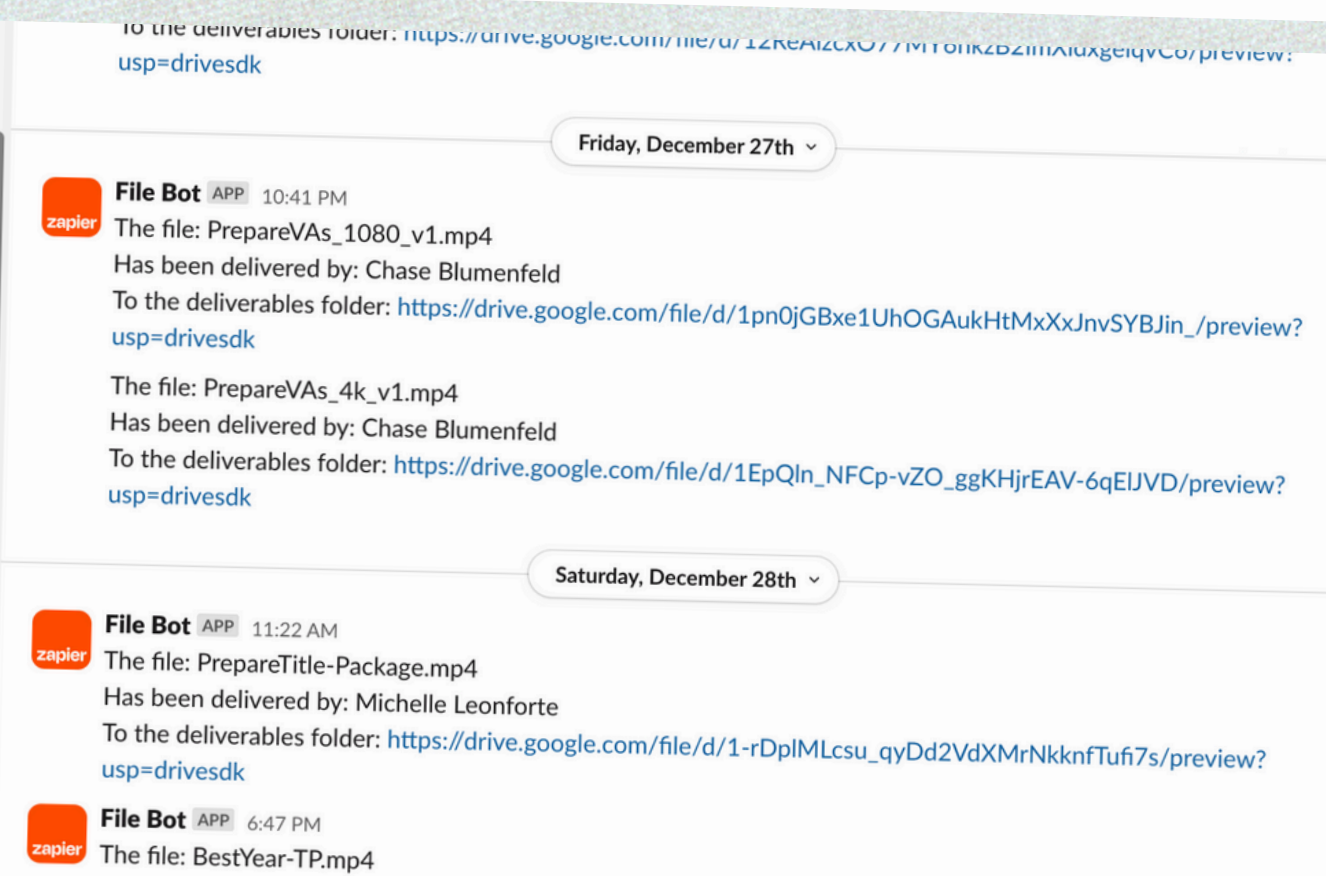 To the deliverables folder:
usp=drivesdk
Friday, December 27th
zapier
File Bot APP 10:41 PM
The file: PrepareVAs_1080_v1.mp4
Has been delivered by: Chase Blumenfeld
To the deliverables folder: https://drive.google.com/file/d/1pn0jGBxe1UhOGAukHtMxXxJnvSYBJin_/preview?
usp=drivesdk
The file: PrepareVAs_4k_v1.mp4
Has been delivered by: Chase Blumenfeld
To the deliverables folder: https://drive.google.com/file/d/1EpQln_NFCp-vZO_ggKHjrEAV-6qElJVD/preview?
usp=drivesdk
Saturday, December 28th
zapier
File Bot APP 11:22 AM
The file: PrepareTitle-Package.mp4
Has been delivered by: Michelle Leonforte
To the deliverables folder: https://drive.google.com/file/d/1-rDplMLcsu_qyDd2VdXMrNkknfTufi7s/preview?
usp=drivesdk
zapier
File Bot APP 6:47 PM
The file: BestYear-TP.mp4